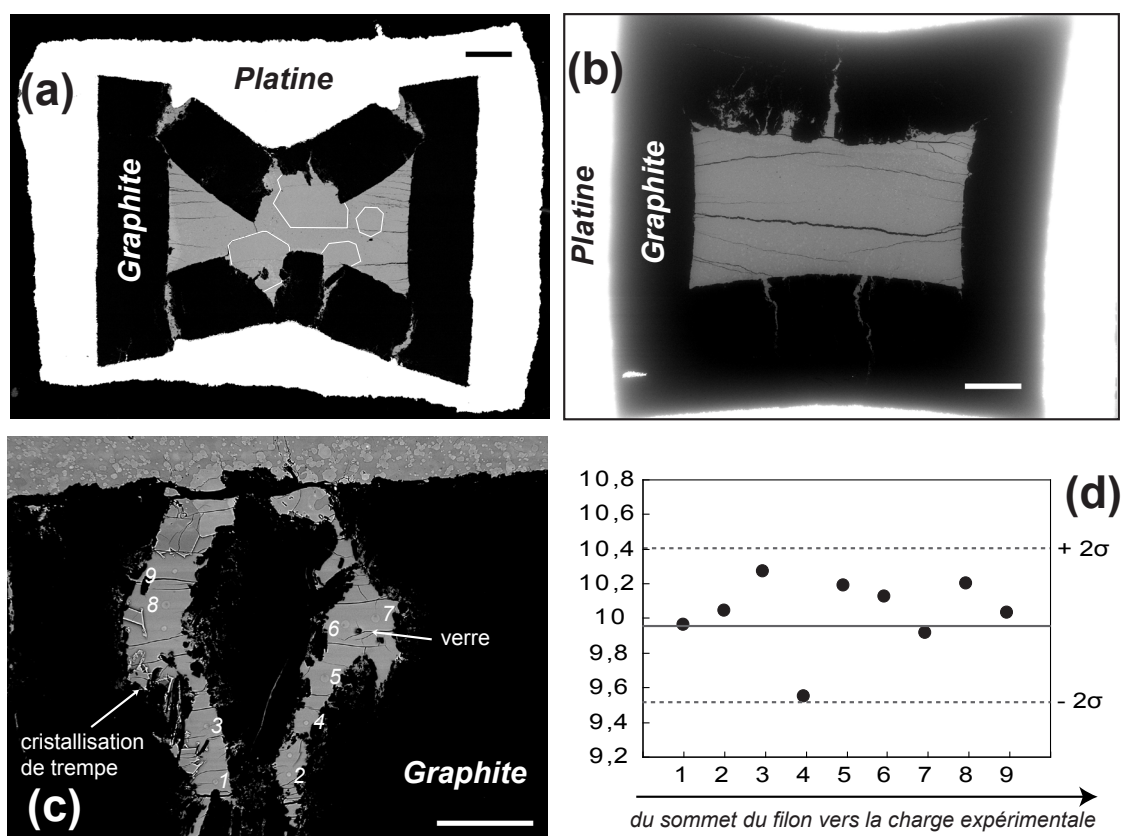 (a)
Platine
Graphite
(b)
Platine
Graphite
9
8
7
6
5
4
3
2
1
verre
cristallisation
de trempe
Graphite
(c)
(d)
10,8
10,6
10,4
10,2
10
9,8
9,6
9,4
9,2
+ 2σ
- 2σ
1 2 3 4 5 6 7 8 9
du sommet du filon vers la charge expérimentale